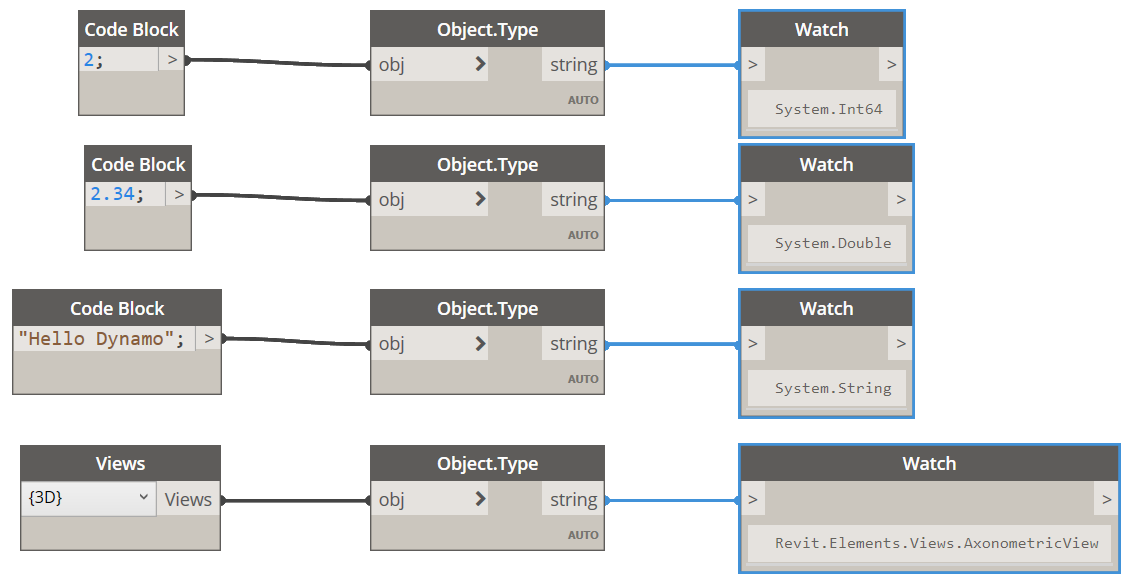 Code Block Object.Type Watch
2; > obj > string > >
AUTO
System.Int64
Code Block Object.Type Watch
2.34; > obj > string > >
AUTO
System.Double
Code Block Object.Type Watch
"Hello Dynamo"; > obj > string > >
AUTO
System.String
Views Object.Type Watch
{3D} Views obj > string > >
AUTO
Revit.Elements.Views.AxonometricView